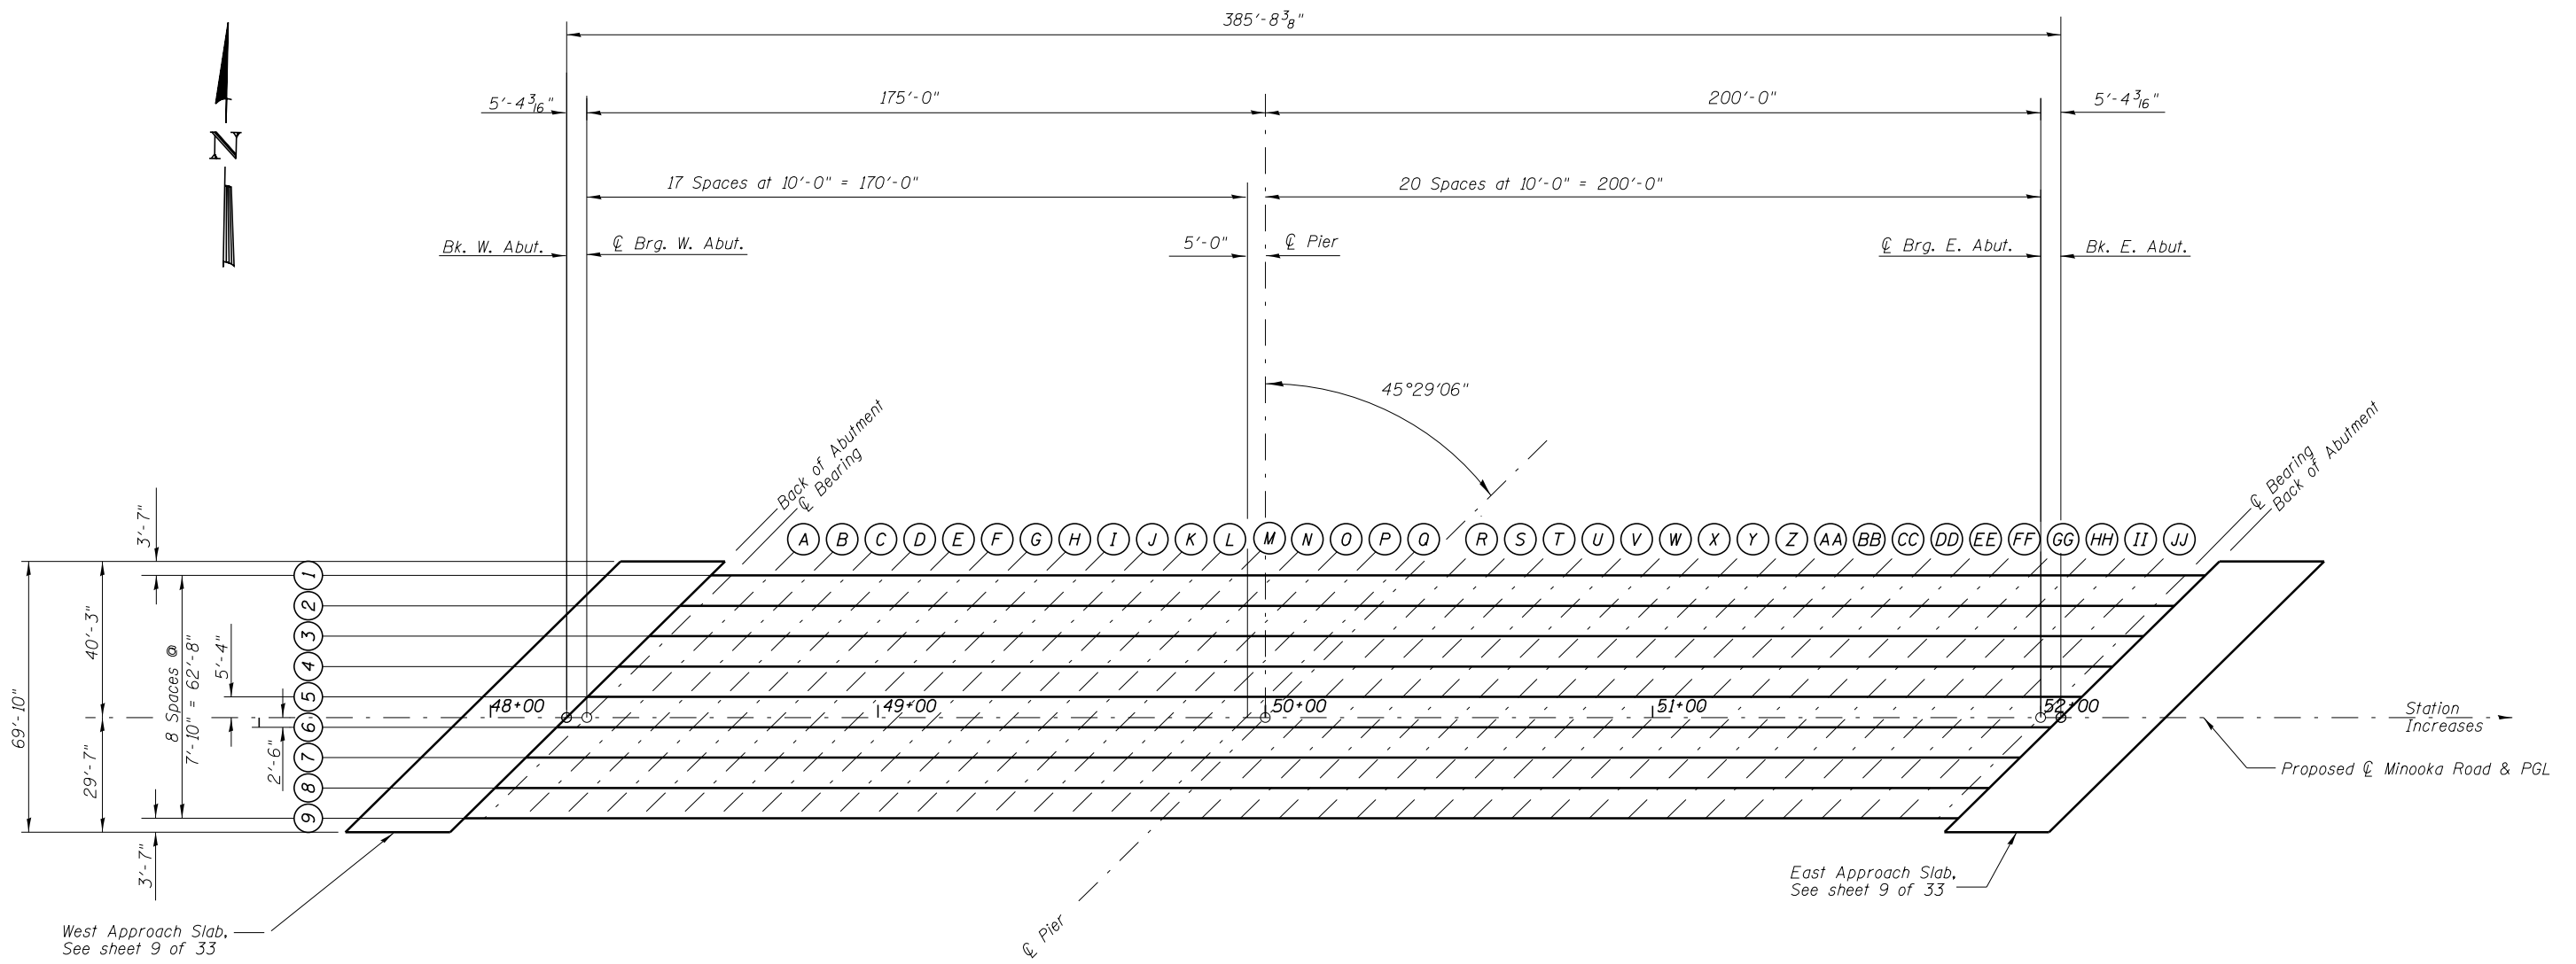 385'-8 3/8"
5'-4 3/16"
175'-0"
200'-0"
5'-4 3/16"
N
17 Spaces at 10'-0" = 170'-0"
20 Spaces at 10'-0" = 200'-0"
Bk. W. Abut.
℄ Brg. W. Abut.
5'-0"
℄ Pier
℄ Brg. E. Abut.
Bk. E. Abut.
45°29'06"
Back of Abutment
℄ Bearing
℄ Bearing
Back of Abutment
A B C D E F G H I J K L M N O P Q R S T U V W X Y Z AA BB CC DD EE FF GG HH II JJ
3'-7"
40'-3"
69'-10"
29'-7"
8 Spaces @
7'-10" = 62'-8"
5'-4"
2'-6"
3'-7"
1
2
3
4
5
6
7
8
9
48+00
49+00
50+00
51+00
52+00
Station
Increases
Proposed ℄ Minooka Road & PGL
East Approach Slab,
See sheet 9 of 33
West Approach Slab,
See sheet 9 of 33
℄ Pier